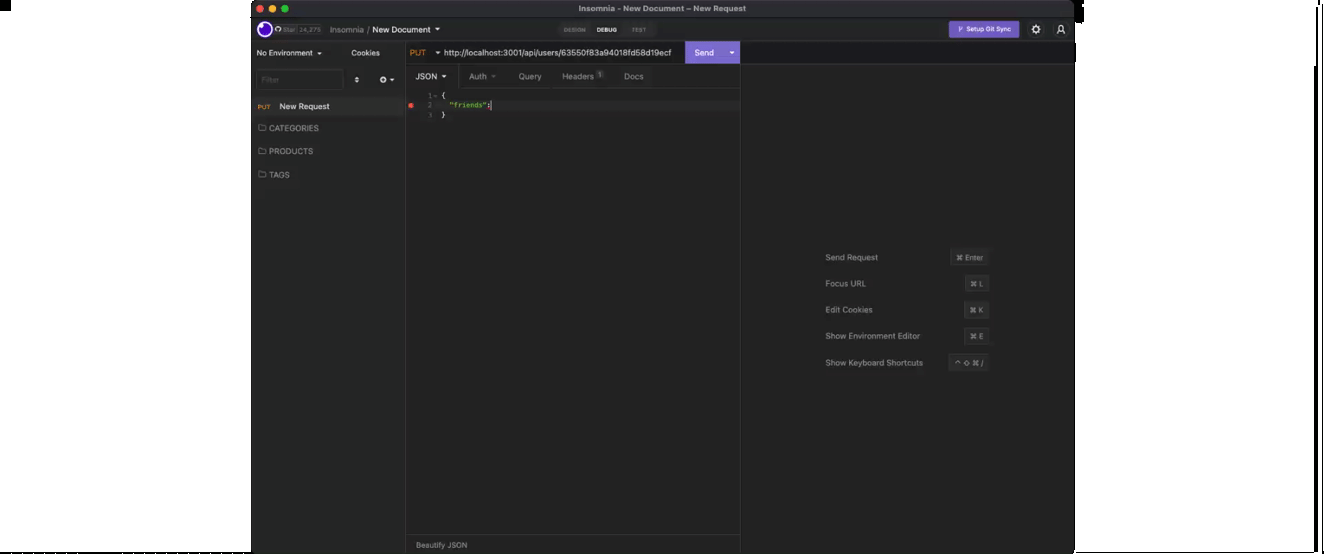 Insomnia - New Document – New Request
Star 24,275
Insomnia / New Document
DESIGN DEBUG TEST
Setup Git Sync
No Environment Cookies
PUT http://localhost:3001/api/users/63550f83a94018fd58d19ecf Send
Filter
JSON Auth Query Headers 1 Docs
PUT New Request
CATEGORIES
PRODUCTS
TAGS
1 {
2 "friends":
3 }
Send Request ⌘ Enter
Focus URL ⌘ L
Edit Cookies ⌘ K
Show Environment Editor ⌘ E
Show Keyboard Shortcuts ^ ⇧ ⌘ /
Beautify JSON